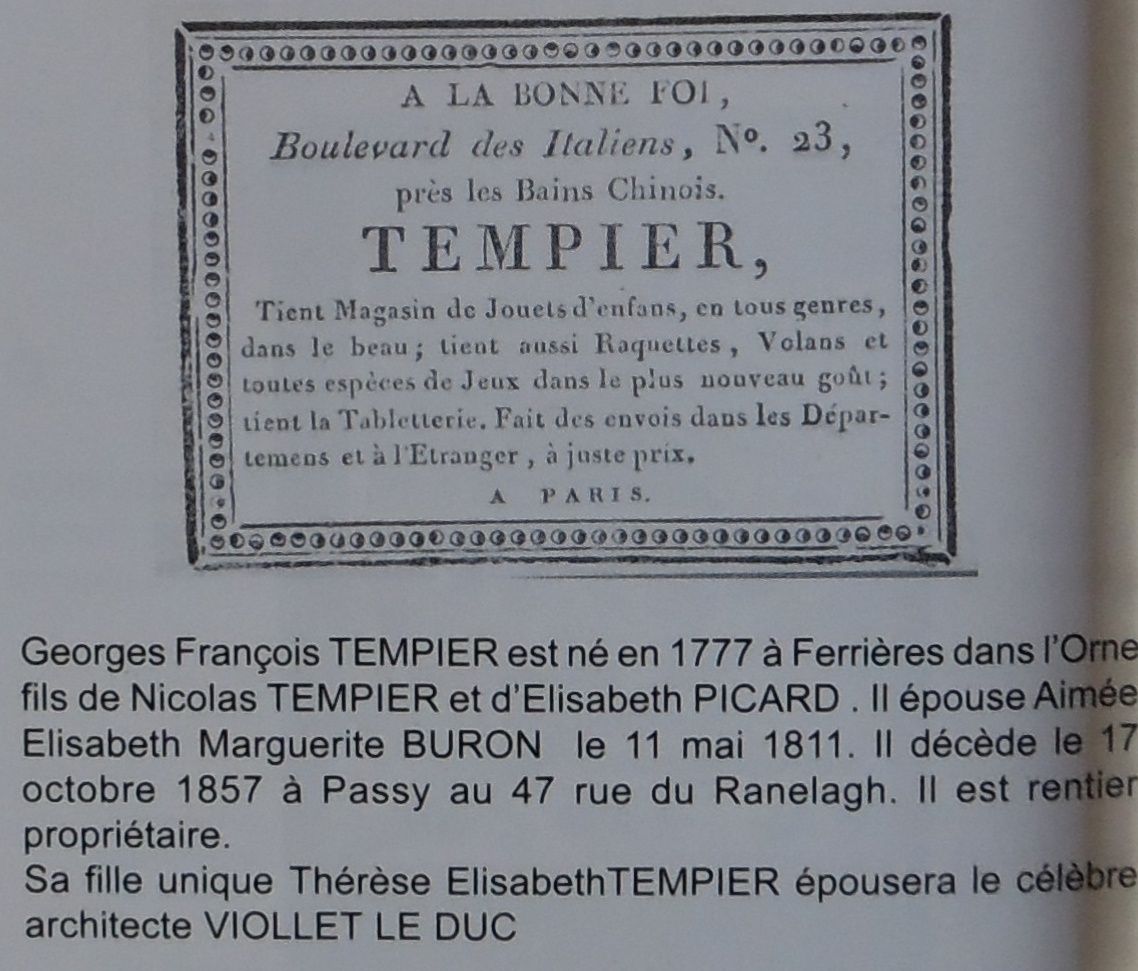 A LA BONNE FOI,
Boulevard des Italiens, Nº. 23,
près les Bains Chinois.
TEMPIER,
Tient Magasin de Jouets d'enfans, en tous genres,
dans le beau; tient aussi Raquettes, Volans et
toutes espèces de Jeux dans le plus nouveau goût;
tient la Tabletterie. Fait des envois dans les Dépar-
temens et à l'Etranger, à juste prix.
A PARIS.
Georges François TEMPIER est né en 1777 à Ferrières dans l'Orne
fils de Nicolas TEMPIER et d'Elisabeth PICARD . Il épouse Aimée
Elisabeth Marguerite BURON le 11 mai 1811. Il décède le 17
octobre 1857 à Passy au 47 rue du Ranelagh. Il est rentier
propriétaire.
Sa fille unique Thérèse ElisabethTEMPIER épousera le célèbre
architecte VIOLLET LE DUC